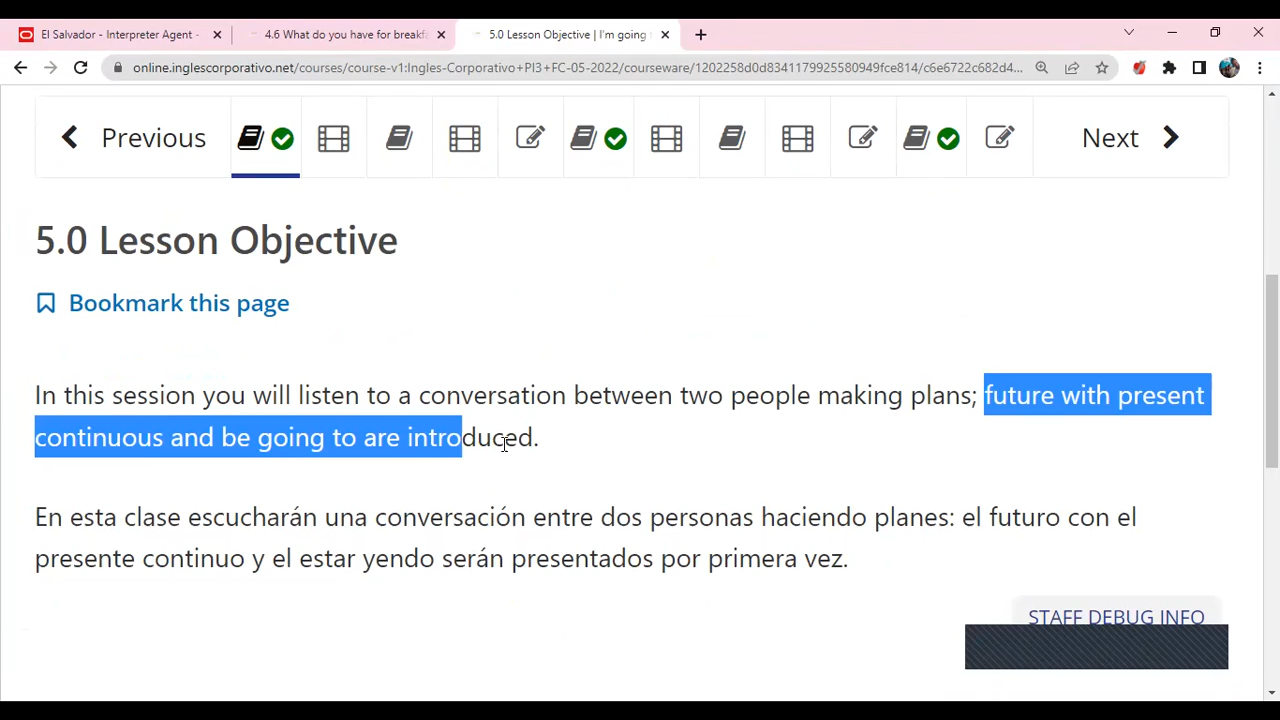 El Salvador - Interpreter Agent -
4.6 What do you have for breakf
5.0 Lesson Objective | I'm going
online.inglescorporativo.net/courses/course-v1:Ingles-Corporativo+PI3+FC-05-2022/courseware/1202258d0d8341179925580949fce814/c6e6722c682d4...
Previous
Next
5.0 Lesson Objective
Bookmark this page
In this session you will listen to a conversation between two people making plans; future with present
continuous and be going to are introduced.
En esta clase escucharán una conversación entre dos personas haciendo planes: el futuro con el
presente continuo y el estar yendo serán presentados por primera vez.
STAFF DEBUG INFO